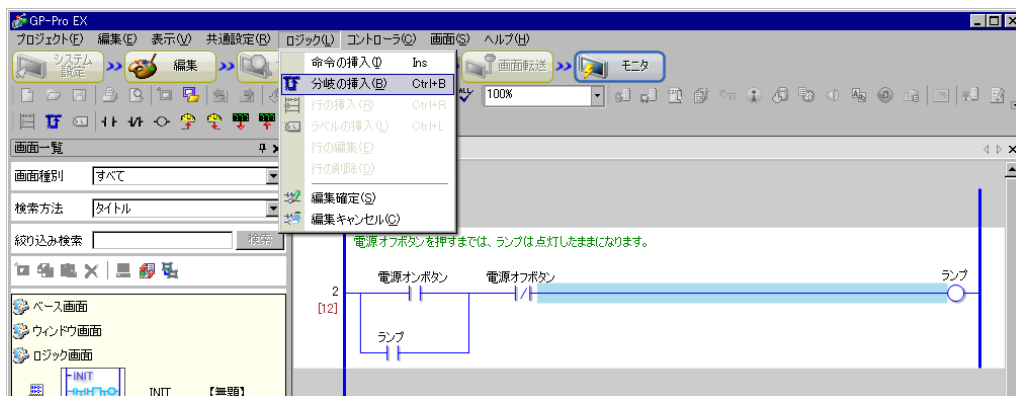 GP-Pro EX
プロジェクト(F) 編集(E) 表示(V) 共通設定(R) ロジック(L) コントローラ(C) 画面(S) ヘルプ(H)
システム設定 >> 編集 >>
画面転送 >> モニタ
命令の挿入(I) Ins
分岐の挿入(B) Ctrl+B
行の挿入(R) Ctrl+R
ラベルの挿入(L) Ctrl+L
行の編集(E)
行の削除(D)
編集確定(S)
編集キャンセル(C)
100%
画面一覧
画面種別 すべて
検索方法 タイトル
絞り込み検索 検索
ベース画面
ウィンドウ画面
ロジック画面
INIT
INIT 【無題】
電源オフボタンを押すまでは、ランプは点灯したままになります。
電源オンボタン 電源オフボタン ランプ
2
[12]
ランプ